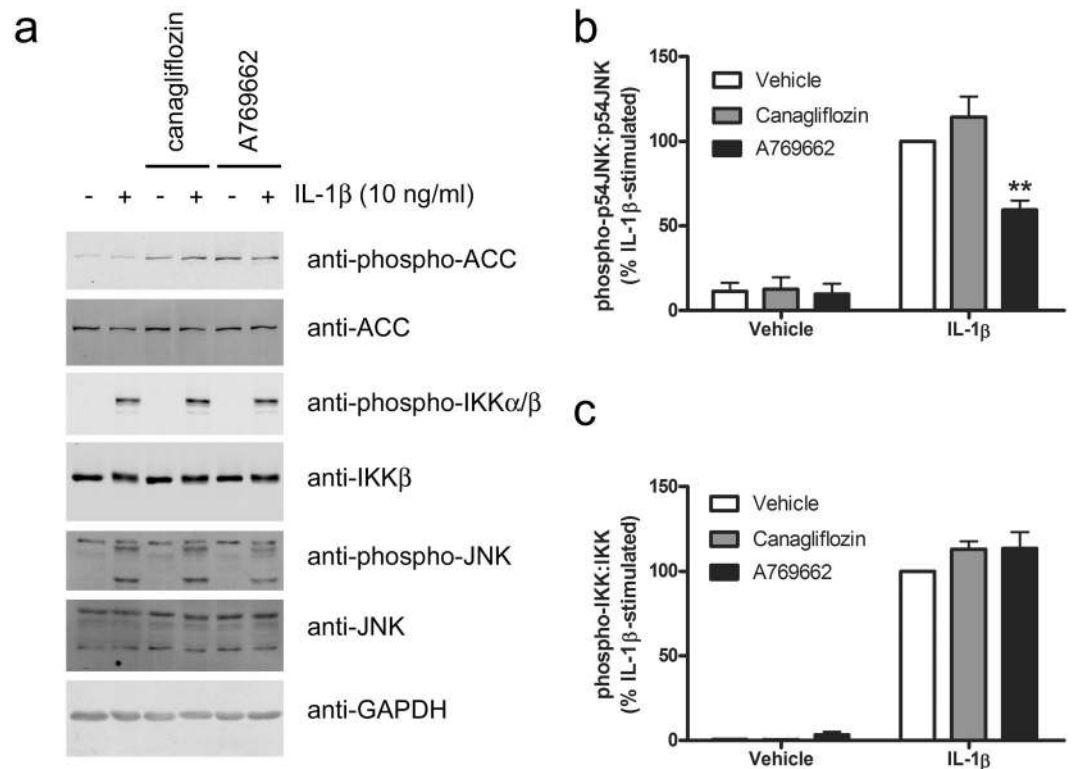 a
canagliflozin
A769662
- + - + - + IL-1β (10 ng/ml)
anti-phospho-ACC
anti-ACC
anti-phospho-IKKα/β
anti-IKKβ
anti-phospho-JNK
anti-JNK
anti-GAPDH
b
phospho-p54JNK:p54JNK
(% IL-1β-stimulated)
150
100
50
0
Vehicle
Canagliflozin
A769662
**
Vehicle
IL-1β
c
phospho-IKK:IKK
(% IL-1β-stimulated)
150
100
50
0
Vehicle
Canagliflozin
A769662
Vehicle
IL-1β